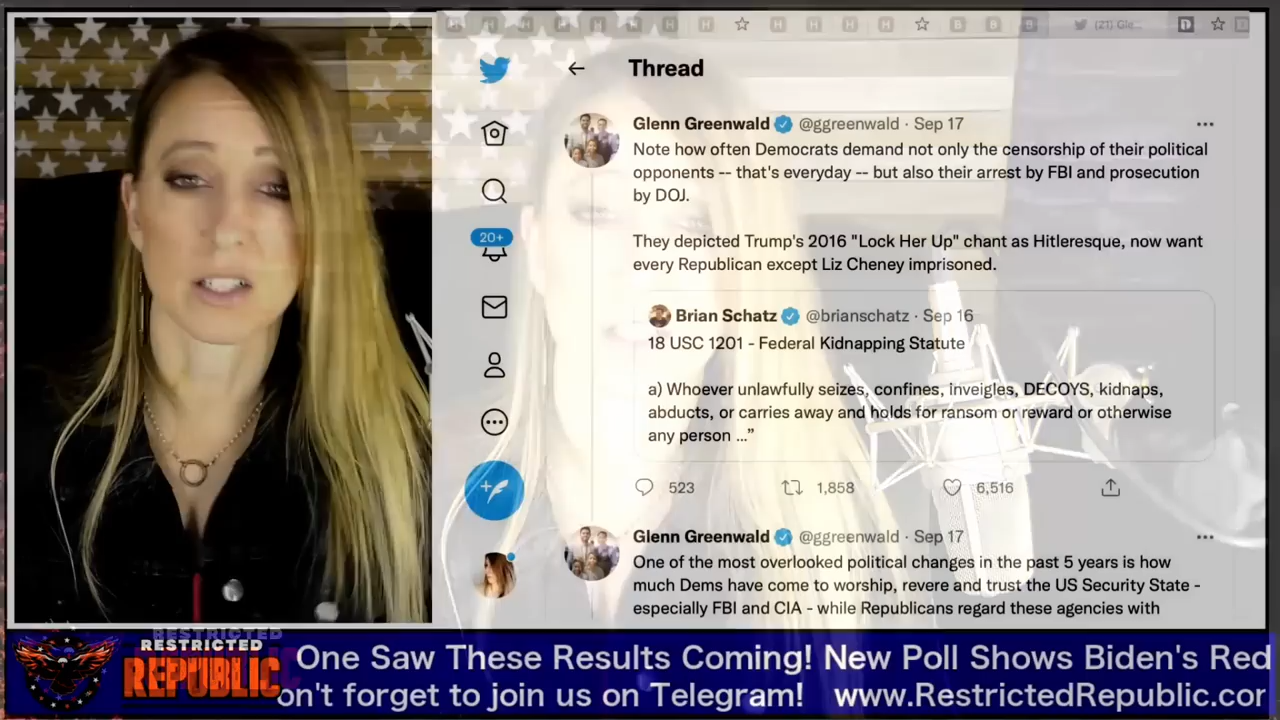 (21) Gle...
Thread
Glenn Greenwald @ggreenwald · Sep 17
Note how often Democrats demand not only the censorship of their political
opponents -- that's everyday -- but also their arrest by FBI and prosecution
by DOJ.
They depicted Trump's 2016 "Lock Her Up" chant as Hitleresque, now want
every Republican except Liz Cheney imprisoned.
Brian Schatz @brianschatz · Sep 16
18 USC 1201 - Federal Kidnapping Statute
a) Whoever unlawfully seizes, confines, inveigles, DECOYS, kidnaps,
abducts, or carries away and holds for ransom or reward or otherwise
any person ..."
523 1,858 6,516
20+
Glenn Greenwald @ggreenwald · Sep 17
One of the most overlooked political changes in the past 5 years is how
much Dems have come to worship, revere and trust the US Security State -
especially FBI and CIA - while Republicans regard these agencies with
RESTRICTED
RESTRICTED
REPUBLIC
One Saw These Results Coming! New Poll Shows Biden's Red
on't forget to join us on Telegram! www.RestrictedRepublic.cor